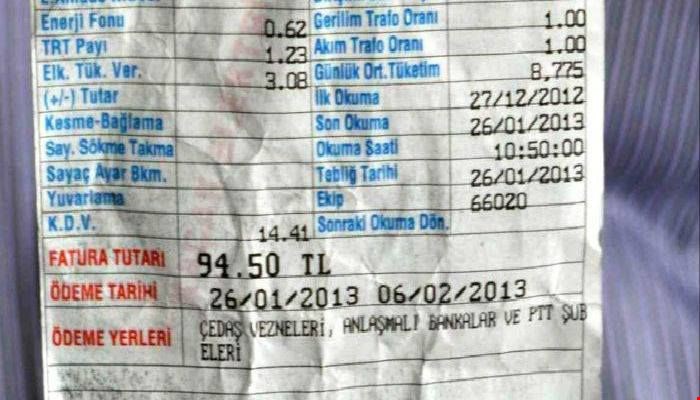 Enerji Fonu 0.62 Gerilim Trafo Oranı 1.00
TRT Payı 1.23 Akım Trafo Oranı 1.00
Elk. Tük. Ver. 3.08 Günlük Ort.Tüketim 8,775
(+/-) Tutar İlk Okuma 27/12/2012
Kesme-Bağlama Son Okuma 26/01/2013
Say. Sökme Takma Okuma Saati 10:50:00
Sayaç Ayar Bkm. Tebliğ Tarihi 26/01/2013
Yuvarlama Ekip 66020
K.D.V. 14.41 Sonraki Okuma Dön.
FATURA TUTARI 94.50 TL
ÖDEME TARİHİ 26/01/2013 06/02/2013
ÖDEME YERLERİ ÇEDAŞ VEZNELERİ, ANLAŞMALI BANKALAR VE PTT ŞUB
ELERİ